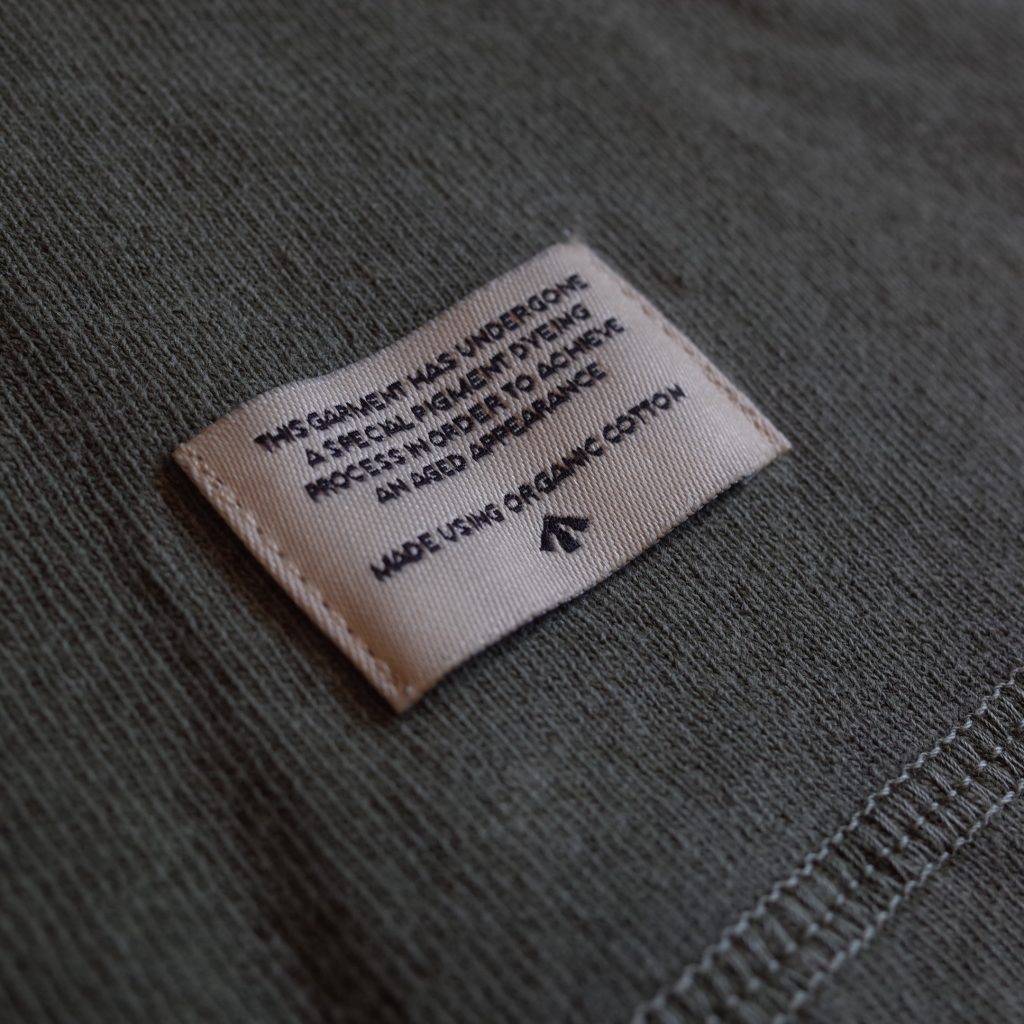 THIS GARMENT HAS UNDERGONE
A SPECIAL PIGMENT DYEING
PROCESS IN ORDER TO ACHIEVE
AN AGED APPEARANCE
MADE USING ORGANIC COTTON